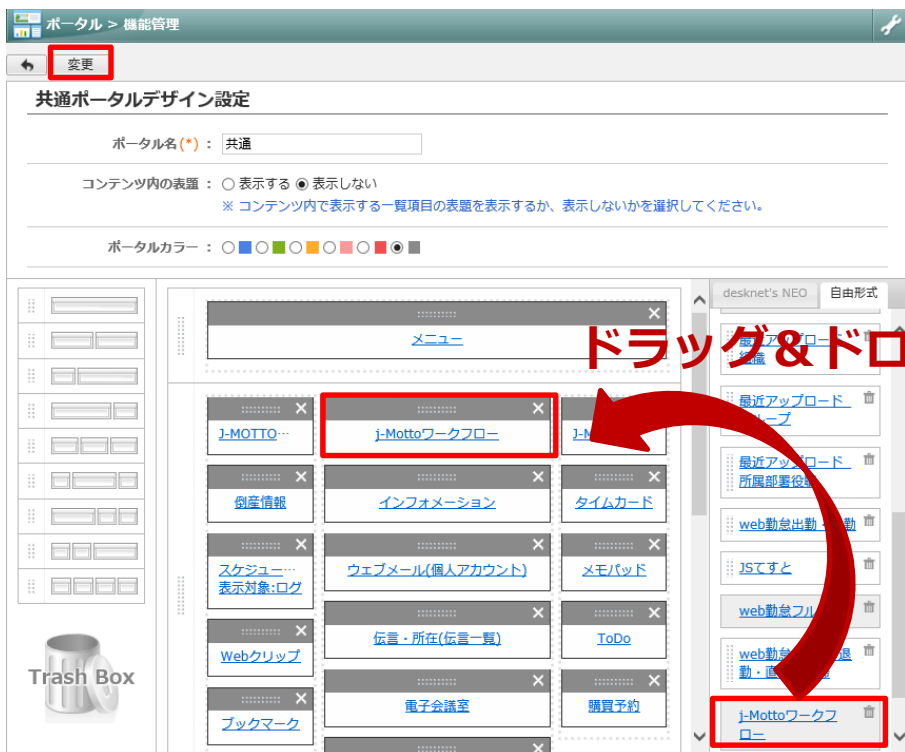 ポータル > 機能管理
変更
共通ポータルデザイン設定
ポータル名(*) : 共通
コンテンツ内の表題 : 表示する 表示しない
※ コンテンツ内で表示する一覧項目の表題を表示するか、表示しないかを選択してください。
ポータルカラー :
desknet's NEO 自由形式
メニュー
ドラッグ&ドロ
最近アップロード
組織
J-MOTTO…
j-Mottoワークフロー
最近アップロード
倒産情報
インフォメーション
タイムカード
最近アップロード
web勤怠出勤
スケジュー…
表示対象:ログ
ウェブメール(個人アカウント)
メモパッド
JSてすと
Webクリップ
伝言・所在(伝言一覧)
ToDo
web勤怠フル
Trash Box
ブックマーク
電子会議室
購買予約
j-Mottoワークフ
ロー